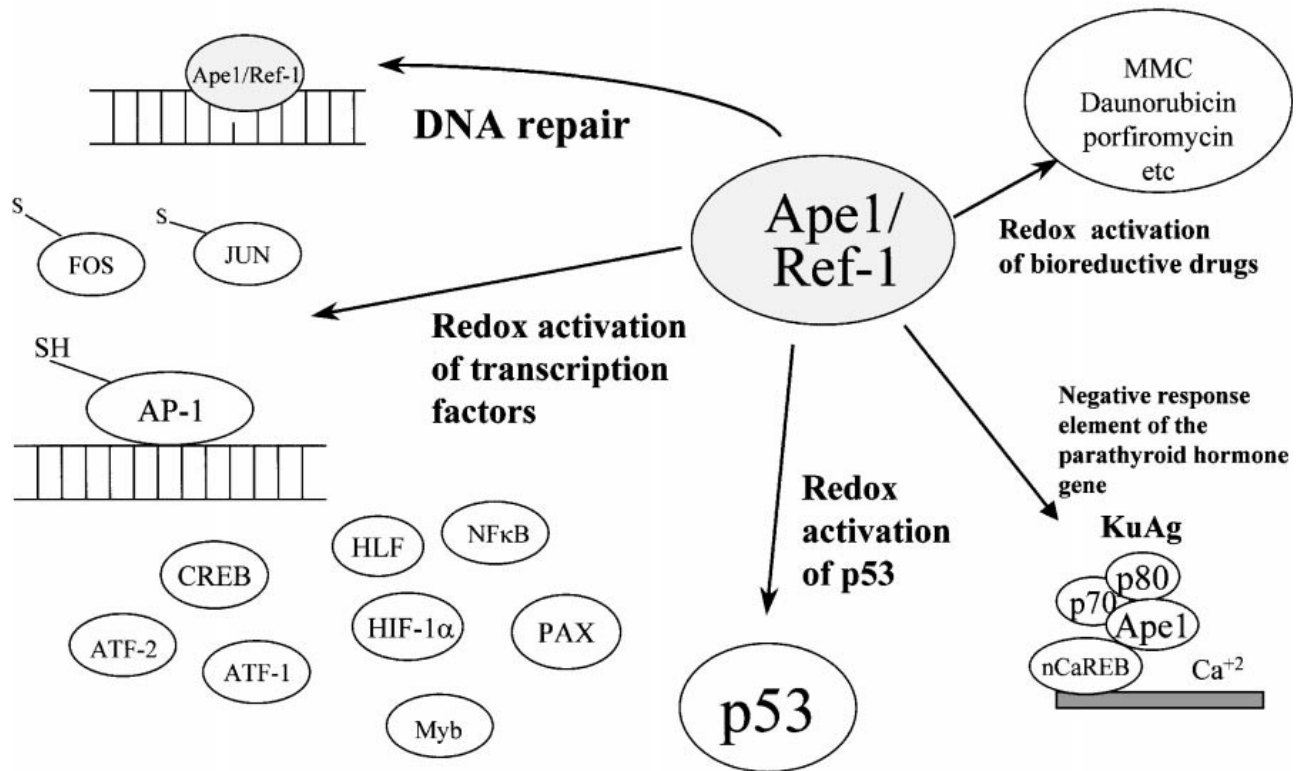 Ape1/Ref-1
DNA repair
MMC
Daunorubicin
porfiromycin
etc
Ape1/
Ref-1
Redox activation
of bioreductive drugs
S
FOS
S
JUN
Redox activation
of transcription
factors
SH
AP-1
Negative response
element of the
parathyroid hormone
gene
Redox
activation
of p53
KuAg
p80
p70
Ape1
nCaREB
Ca+2
HLF
NFκB
CREB
HIF-1α
PAX
ATF-2
ATF-1
Myb
p53